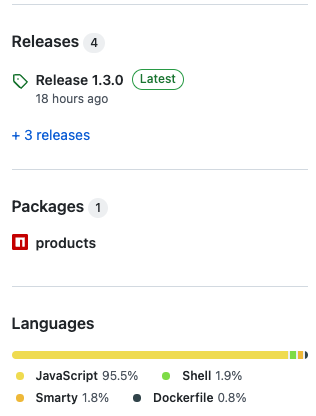 Releases 4
Release 1.3.0 Latest
18 hours ago
+ 3 releases
Packages 1
products
Languages
JavaScript 95.5% Shell 1.9%
Smarty 1.8% Dockerfile 0.8%